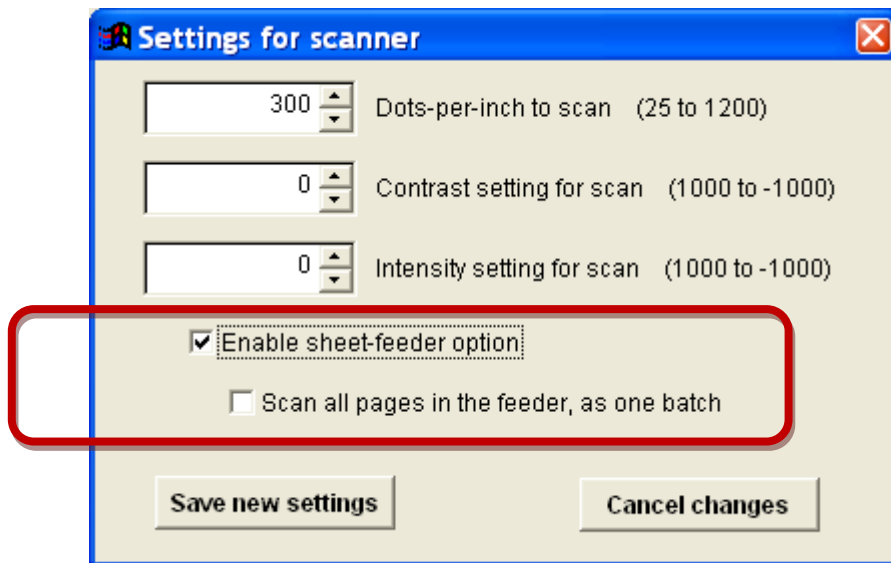 Settings for scanner
300 Dots-per-inch to scan (25 to 1200)
0 Contrast setting for scan (1000 to -1000)
0 Intensity setting for scan (1000 to -1000)
Enable sheet-feeder option
Scan all pages in the feeder, as one batch
Save new settings Cancel changes